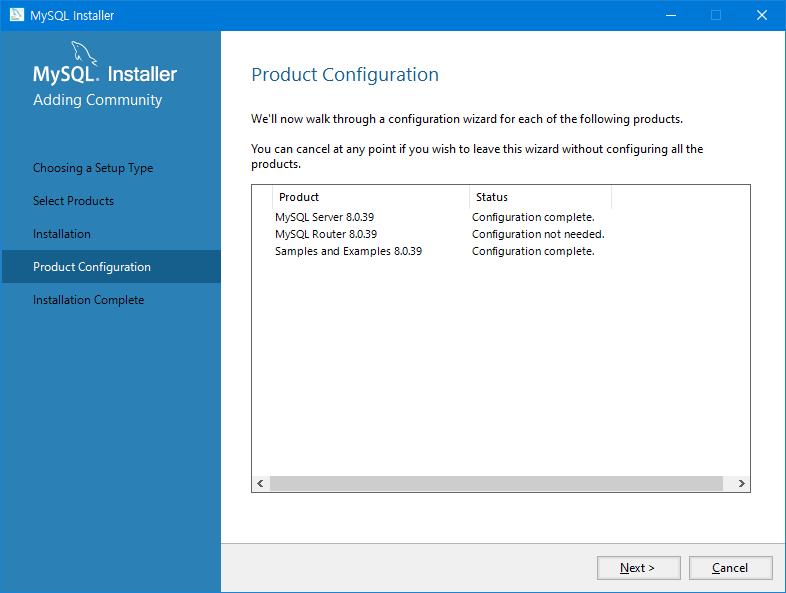 MySQL Installer
MySQL. Installer
Adding Community
Choosing a Setup Type
Select Products
Installation
Product Configuration
Installation Complete
Product Configuration
We'll now walk through a configuration wizard for each of the following products.
You can cancel at any point if you wish to leave this wizard without configuring all the
products.
Product Status
MySQL Server 8.0.39 Configuration complete.
MySQL Router 8.0.39 Configuration not needed.
Samples and Examples 8.0.39 Configuration complete.
Next > Cancel